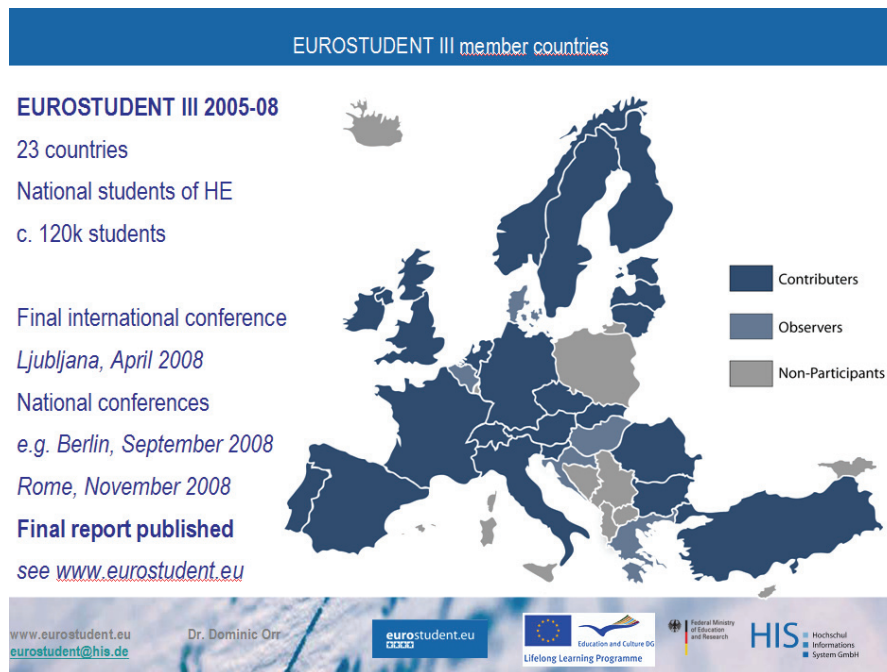 EUROSTUDENT III member countries
EUROSTUDENT III 2005-08
23 countries
National students of HE
c. 120k students
Final international conference
Ljubljana, April 2008
National conferences
e.g. Berlin, September 2008
Rome, November 2008
Final report published
see www.eurostudent.eu
Contributers
Observers
Non-Participants
www.eurostudent.eu
eurostudent@his.de
Dr. Dominic Orr
eurostudent.eu
Education and Culture DG
Lifelong Learning Programme
Federal Ministry
of Education
and Research
HIS
Hochschul
Informations
System GmbH